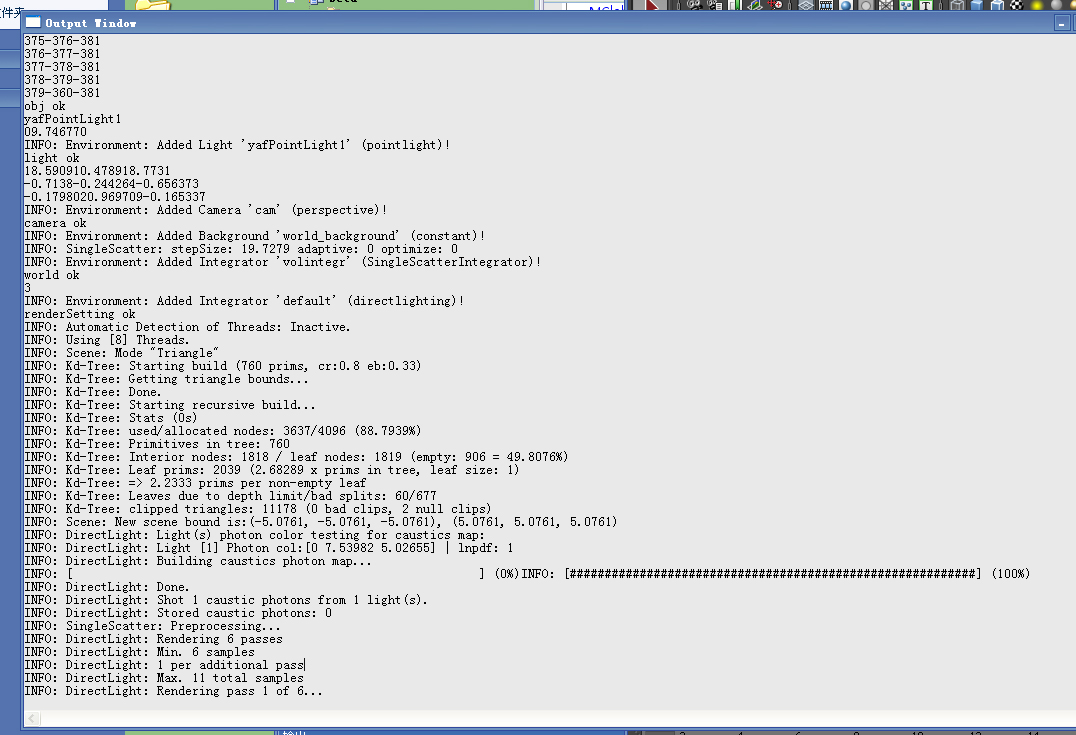 件夹
Output Window
375-376-381
376-377-381
377-378-381
378-379-381
379-360-381
obj ok
yafPointLight1
09.746770
INFO: Environment: Added Light 'yafPointLight1' (pointlight)!
light ok
18.590910.478918.7731
-0.7138-0.244264-0.656373
-0.1798020.969709-0.165337
INFO: Environment: Added Camera 'cam' (perspective)!
camera ok
INFO: Environment: Added Background 'world_background' (constant)!
INFO: SingleScatter: stepSize: 19.7279 adaptive: 0 optimize: 0
INFO: Environment: Added Integrator 'volintegr' (SingleScatterIntegrator)!
world ok
3
INFO: Environment: Added Integrator 'default' (directlighting)!
renderSetting ok
INFO: Automatic Detection of Threads: Inactive.
INFO: Using [8] Threads.
INFO: Scene: Mode "Triangle"
INFO: Kd-Tree: Starting build (760 prims, cr:0.8 eb:0.33)
INFO: Kd-Tree: Getting triangle bounds...
INFO: Kd-Tree: Done.
INFO: Kd-Tree: Starting recursive build...
INFO: Kd-Tree: Stats (0s)
INFO: Kd-Tree: used/allocated nodes: 3637/4096 (88.7939%)
INFO: Kd-Tree: Primitives in tree: 760
INFO: Kd-Tree: Interior nodes: 1818 / leaf nodes: 1819 (empty: 906 = 49.8076%)
INFO: Kd-Tree: Leaf prims: 2039 (2.68289 x prims in tree, leaf size: 1)
INFO: Kd-Tree: => 2.2333 prims per non-empty leaf
INFO: Kd-Tree: Leaves due to depth limit/bad splits: 60/677
INFO: Kd-Tree: clipped triangles: 11178 (0 bad clips, 2 null clips)
INFO: Scene: New scene bound is:(-5.0761, -5.0761, -5.0761), (5.0761, 5.0761, 5.0761)
INFO: DirectLight: Light(s) photon color testing for caustics map:
INFO: DirectLight: Light [1] Photon col:[0 7.53982 5.02655] | lnpdf: 1
INFO: DirectLight: Building caustics photon map...
INFO: [                                                          ] (0%)INFO: [##########################################################] (100%)
INFO: DirectLight: Done.
INFO: DirectLight: Shot 1 caustic photons from 1 light(s).
INFO: DirectLight: Stored caustic photons: 0
INFO: SingleScatter: Preprocessing...
INFO: DirectLight: Rendering 6 passes
INFO: DirectLight: Min. 6 samples
INFO: DirectLight: 1 per additional pass
INFO: DirectLight: Max. 11 total samples
INFO: DirectLight: Rendering pass 1 of 6...